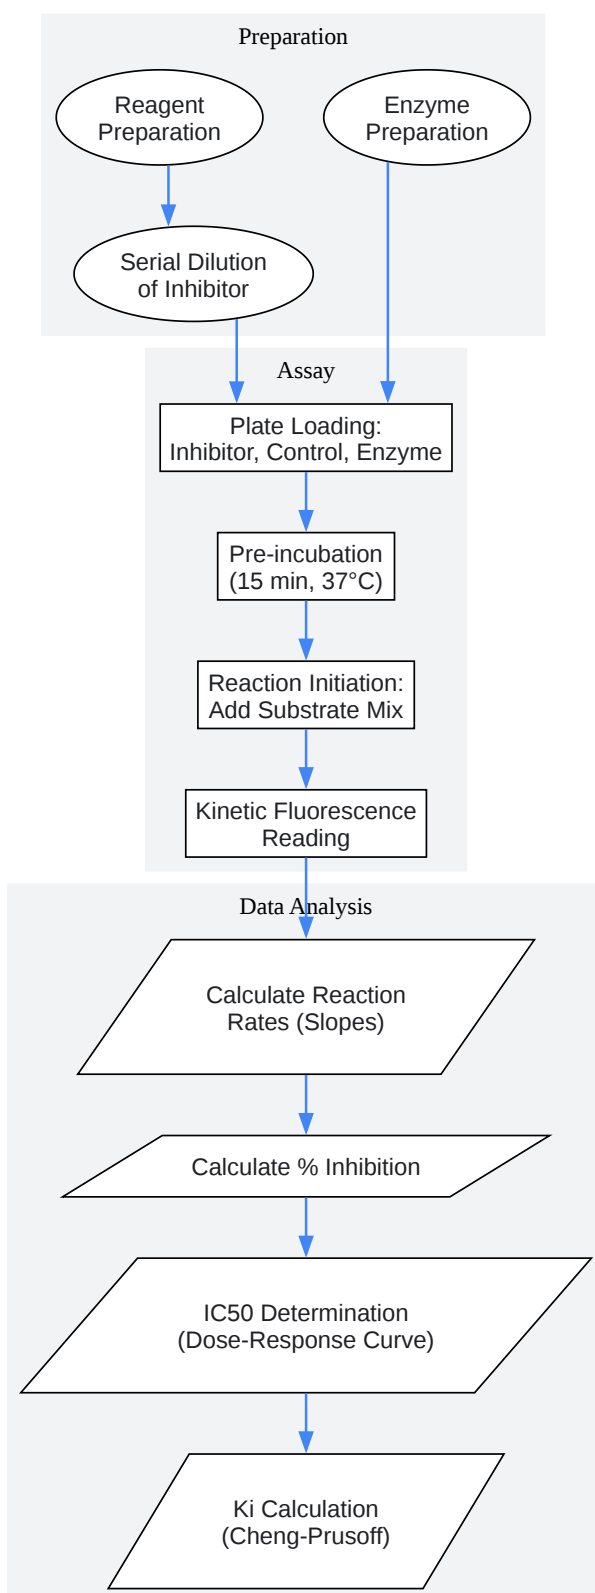 Preparation
Reagent
Preparation
Enzyme
Preparation
Serial Dilution
of Inhibitor
Assay
Plate Loading:
Inhibitor, Control, Enzyme
Pre-incubation
(15 min, 37°C)
Reaction Initiation:
Add Substrate Mix
Kinetic Fluorescence
Reading
Data Analysis
Calculate Reaction
Rates (Slopes)
Calculate % Inhibition
IC50 Determination
(Dose-Response Curve)
Ki Calculation
(Cheng-Prusoff)